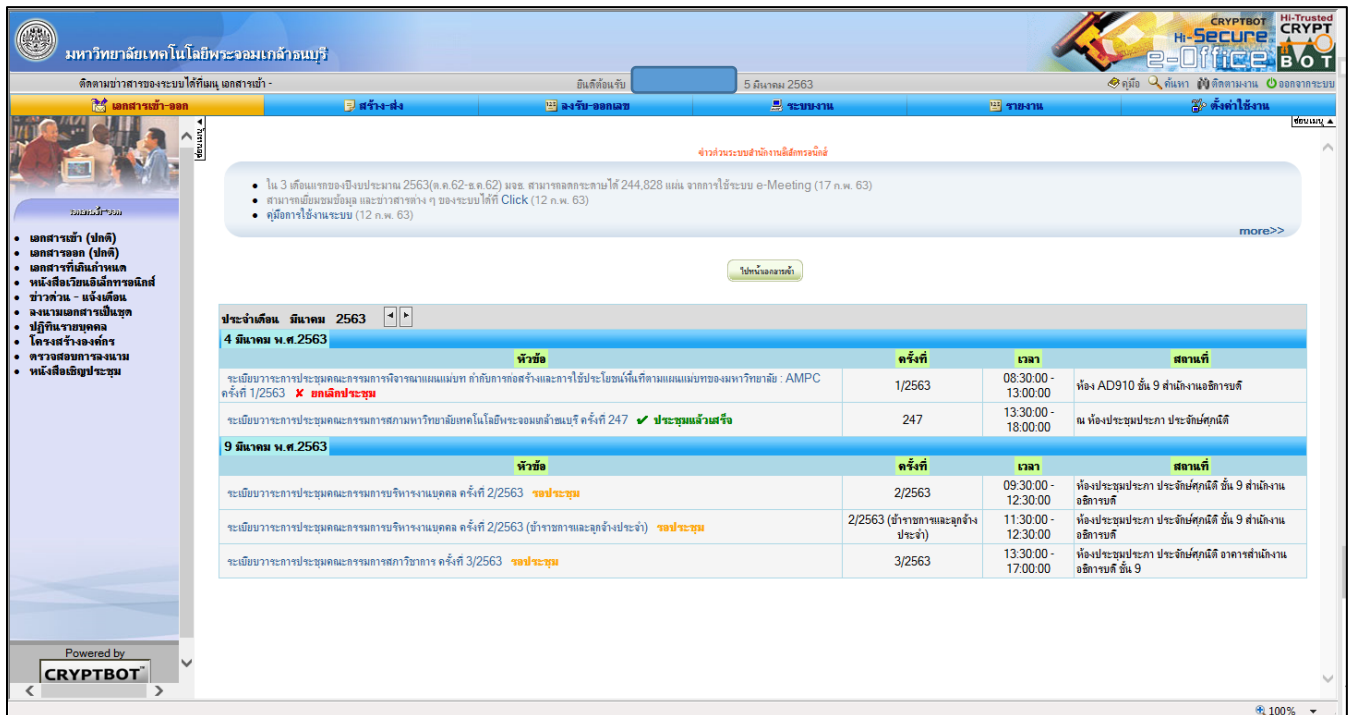 มหาวิทยาลัยเทคโนโลยีพระจอมเกล้าธนบุรี
CRYPTBOT
Hi-Secure
e-Office
Hi-Trusted
CRYPT
BOT
ติดตามข่าวสารของระบบได้ที่เมนู เอกสารเข้า -
ยินดีต้อนรับ
5 มีนาคม 2563
คู่มือ ค้นหา ติดตามงาน ออกจากระบบ
เอกสารเข้า-ออก สร้าง-ส่ง ลงรับ-ออกเลข ระบบงาน รายงาน ตั้งค่าใช้งาน
ซ่อนเมนู
ซ่อนเมนู
ข่าวด่วนระบบสำนักงานอิเล็กทรอนิกส์
ใน 3 เดือนแรกของปีงบประมาณ 2563(ต.ค.62-ธ.ค.62) มจธ. สามารถลดกระดาษได้ 244,828 แผ่น จากการใช้ระบบ e-Meeting (17 ก.พ. 63)
สามารถเยี่ยมชมข้อมูล และข่าวสารต่าง ๆ ของระบบได้ที่ Click (12 ก.พ. 63)
คู่มือการใช้งานระบบ (12 ก.พ. 63)
more>>
ไปหน้าเอกสารเข้า
เอกสารเข้า-ออก
เอกสารเข้า (ปกติ)
เอกสารออก (ปกติ)
เอกสารที่เกินกำหนด
หนังสือเวียนอิเล็กทรอนิกส์
ข่าวด่วน - แจ้งเตือน
ลงนามเอกสารเป็นชุด
ปฏิทินรายบุคคล
โครงสร้างองค์กร
ตรวจสอบการลงนาม
หนังสือเชิญประชุม
ประจำเดือน มีนาคม 2563
4 มีนาคม พ.ศ.2563
หัวข้อ ครั้งที่ เวลา สถานที่
ระเบียบวาระการประชุมคณะกรรมการพิจารณาแผนแม่บท กำกับการก่อสร้างและการใช้ประโยชน์พื้นที่ตามแผนแม่บทของมหาวิทยาลัย : AMPC
ครั้งที่ 1/2563 ✘ ยกเลิกประชุม
1/2563
08:30:00 -
13:00:00
ห้อง AD910 ชั้น 9 สำนักงานอธิการบดี
ระเบียบวาระการประชุมคณะกรรมการสภามหาวิทยาลัยเทคโนโลยีพระจอมเกล้าธนบุรี ครั้งที่ 247 ✔ ประชุมแล้วเสร็จ
247
13:30:00 -
18:00:00
ณ ห้องประชุมประภา ประจักษ์ศุภนิติ
9 มีนาคม พ.ศ.2563
หัวข้อ ครั้งที่ เวลา สถานที่
ระเบียบวาระการประชุมคณะกรรมการบริหารงานบุคคล ครั้งที่ 2/2563 รอประชุม
2/2563
09:30:00 -
12:30:00
ห้องประชุมประภา ประจักษ์ศุภนิติ ชั้น 9 สำนักงาน
อธิการบดี
ระเบียบวาระการประชุมคณะกรรมการบริหารงานบุคคล ครั้งที่ 2/2563 (ข้าราชการและลูกจ้างประจำ) รอประชุม
2/2563 (ข้าราชการและลูกจ้าง
ประจำ)
11:30:00 -
12:30:00
ห้องประชุมประภา ประจักษ์ศุภนิติ ชั้น 9 สำนักงาน
อธิการบดี
ระเบียบวาระการประชุมคณะกรรมการสภาวิชาการ ครั้งที่ 3/2563 รอประชุม
3/2563
13:30:00 -
17:00:00
ห้องประชุมประภา ประจักษ์ศุภนิติ อาคารสำนักงาน
อธิการบดี ชั้น 9
Powered by
CRYPTBOT
100%